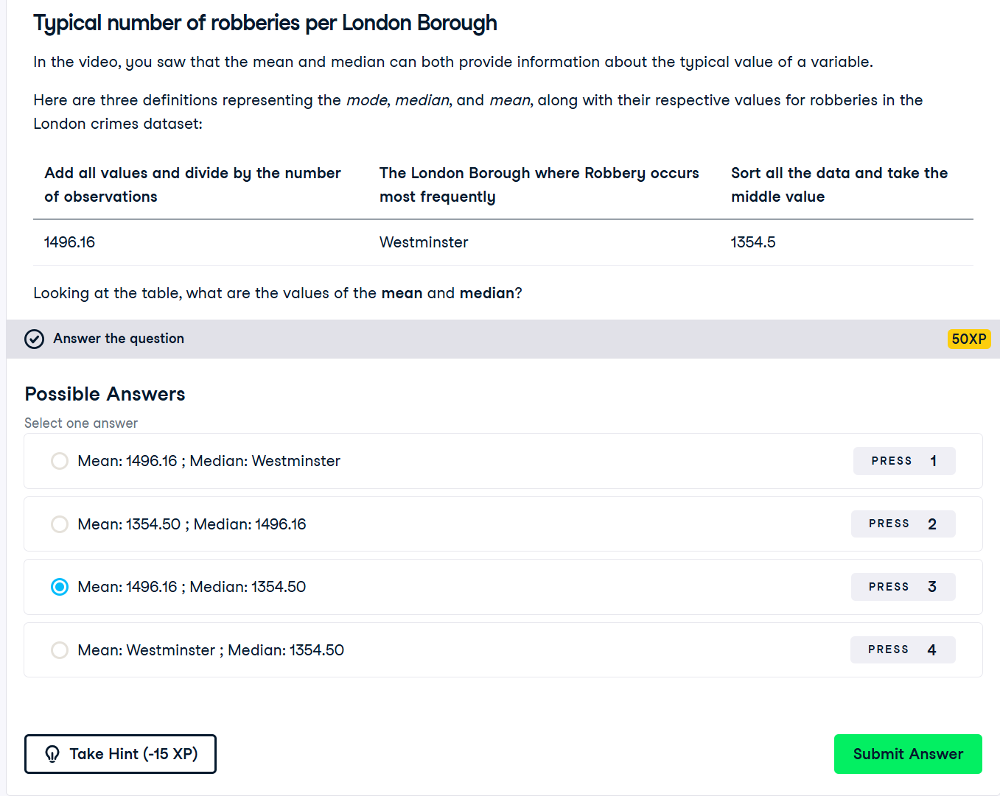 Typical number of robberies per London Borough
In the video, you saw that the mean and median can both provide information about the typical value of a variable.
Here are three definitions representing the mode, median, and mean, along with their respective values for robberies in the
London crimes dataset:
Add all values and divide by the number
of observations
The London Borough where Robbery occurs
most frequently
Sort all the data and take the
middle value
1496.16
Westminster
1354.5
Looking at the table, what are the values of the mean and median?
Answer the question
50XP
Possible Answers
Select one answer
Mean: 1496.16 ; Median: Westminster
PRESS 1
Mean: 1354.50 ; Median: 1496.16
PRESS 2
Mean: 1496.16 ; Median: 1354.50
PRESS 3
Mean: Westminster ; Median: 1354.50
PRESS 4
Take Hint (-15 XP)
Submit Answer